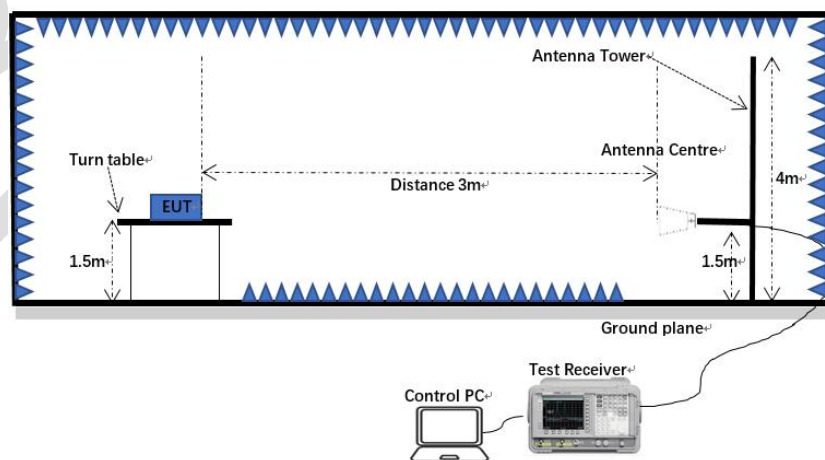 Antenna Tower
Antenna Centre
Turn table
Distance 3m
4m
EUT
1.5m
1.5m
Ground plane
Test Receiver
Control PC